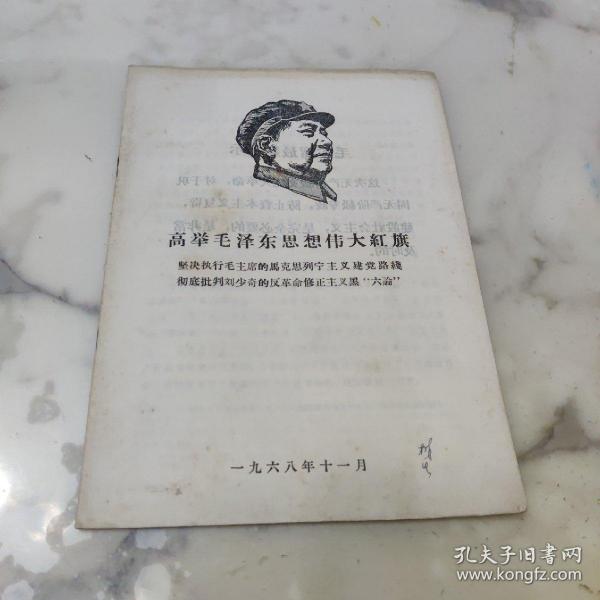 高举毛泽东思想伟大紅旗
坚决执行毛主席的馬克思列宁主义建党路綫
彻底批判刘少奇的反革命修正主义黑“六論”
一九六八年十一月
孔夫子旧书网
www.kongfz.com